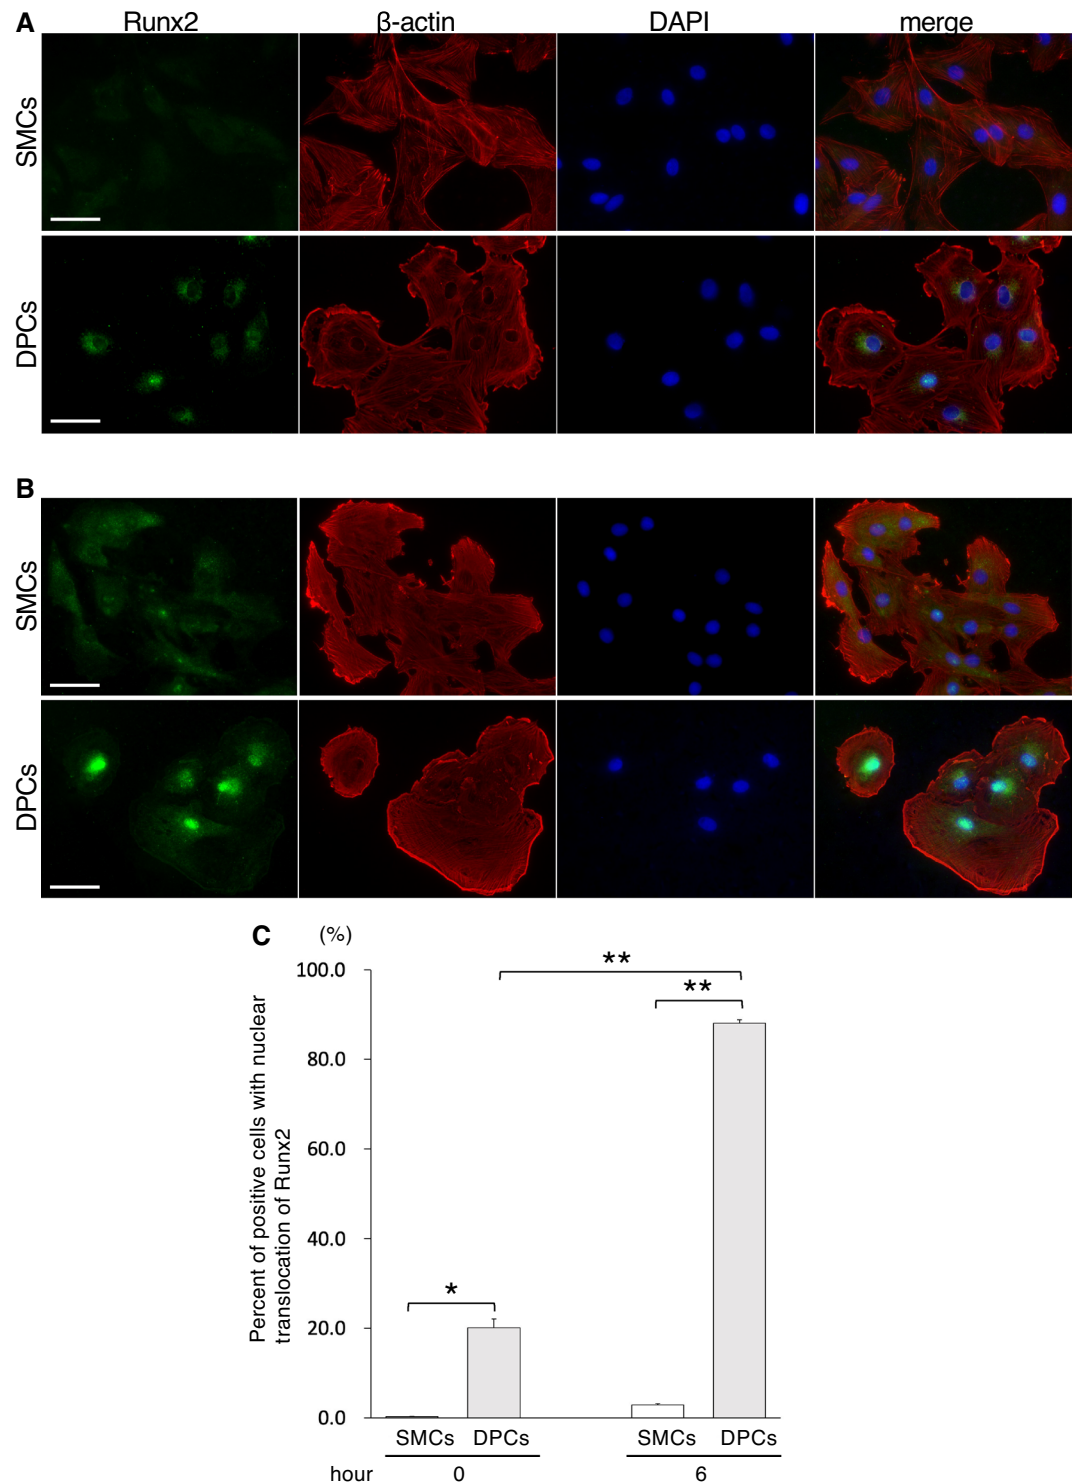 A Runx2 β-actin DAPI merge
SMCs
DPCs
B
SMCs
DPCs
C (%)
Percent of positive cells with nuclear
translocation of Runx2
100.0
80.0
60.0
40.0
20.0
0.0
**
**
*
SMCs DPCs SMCs DPCs
hour 0 6